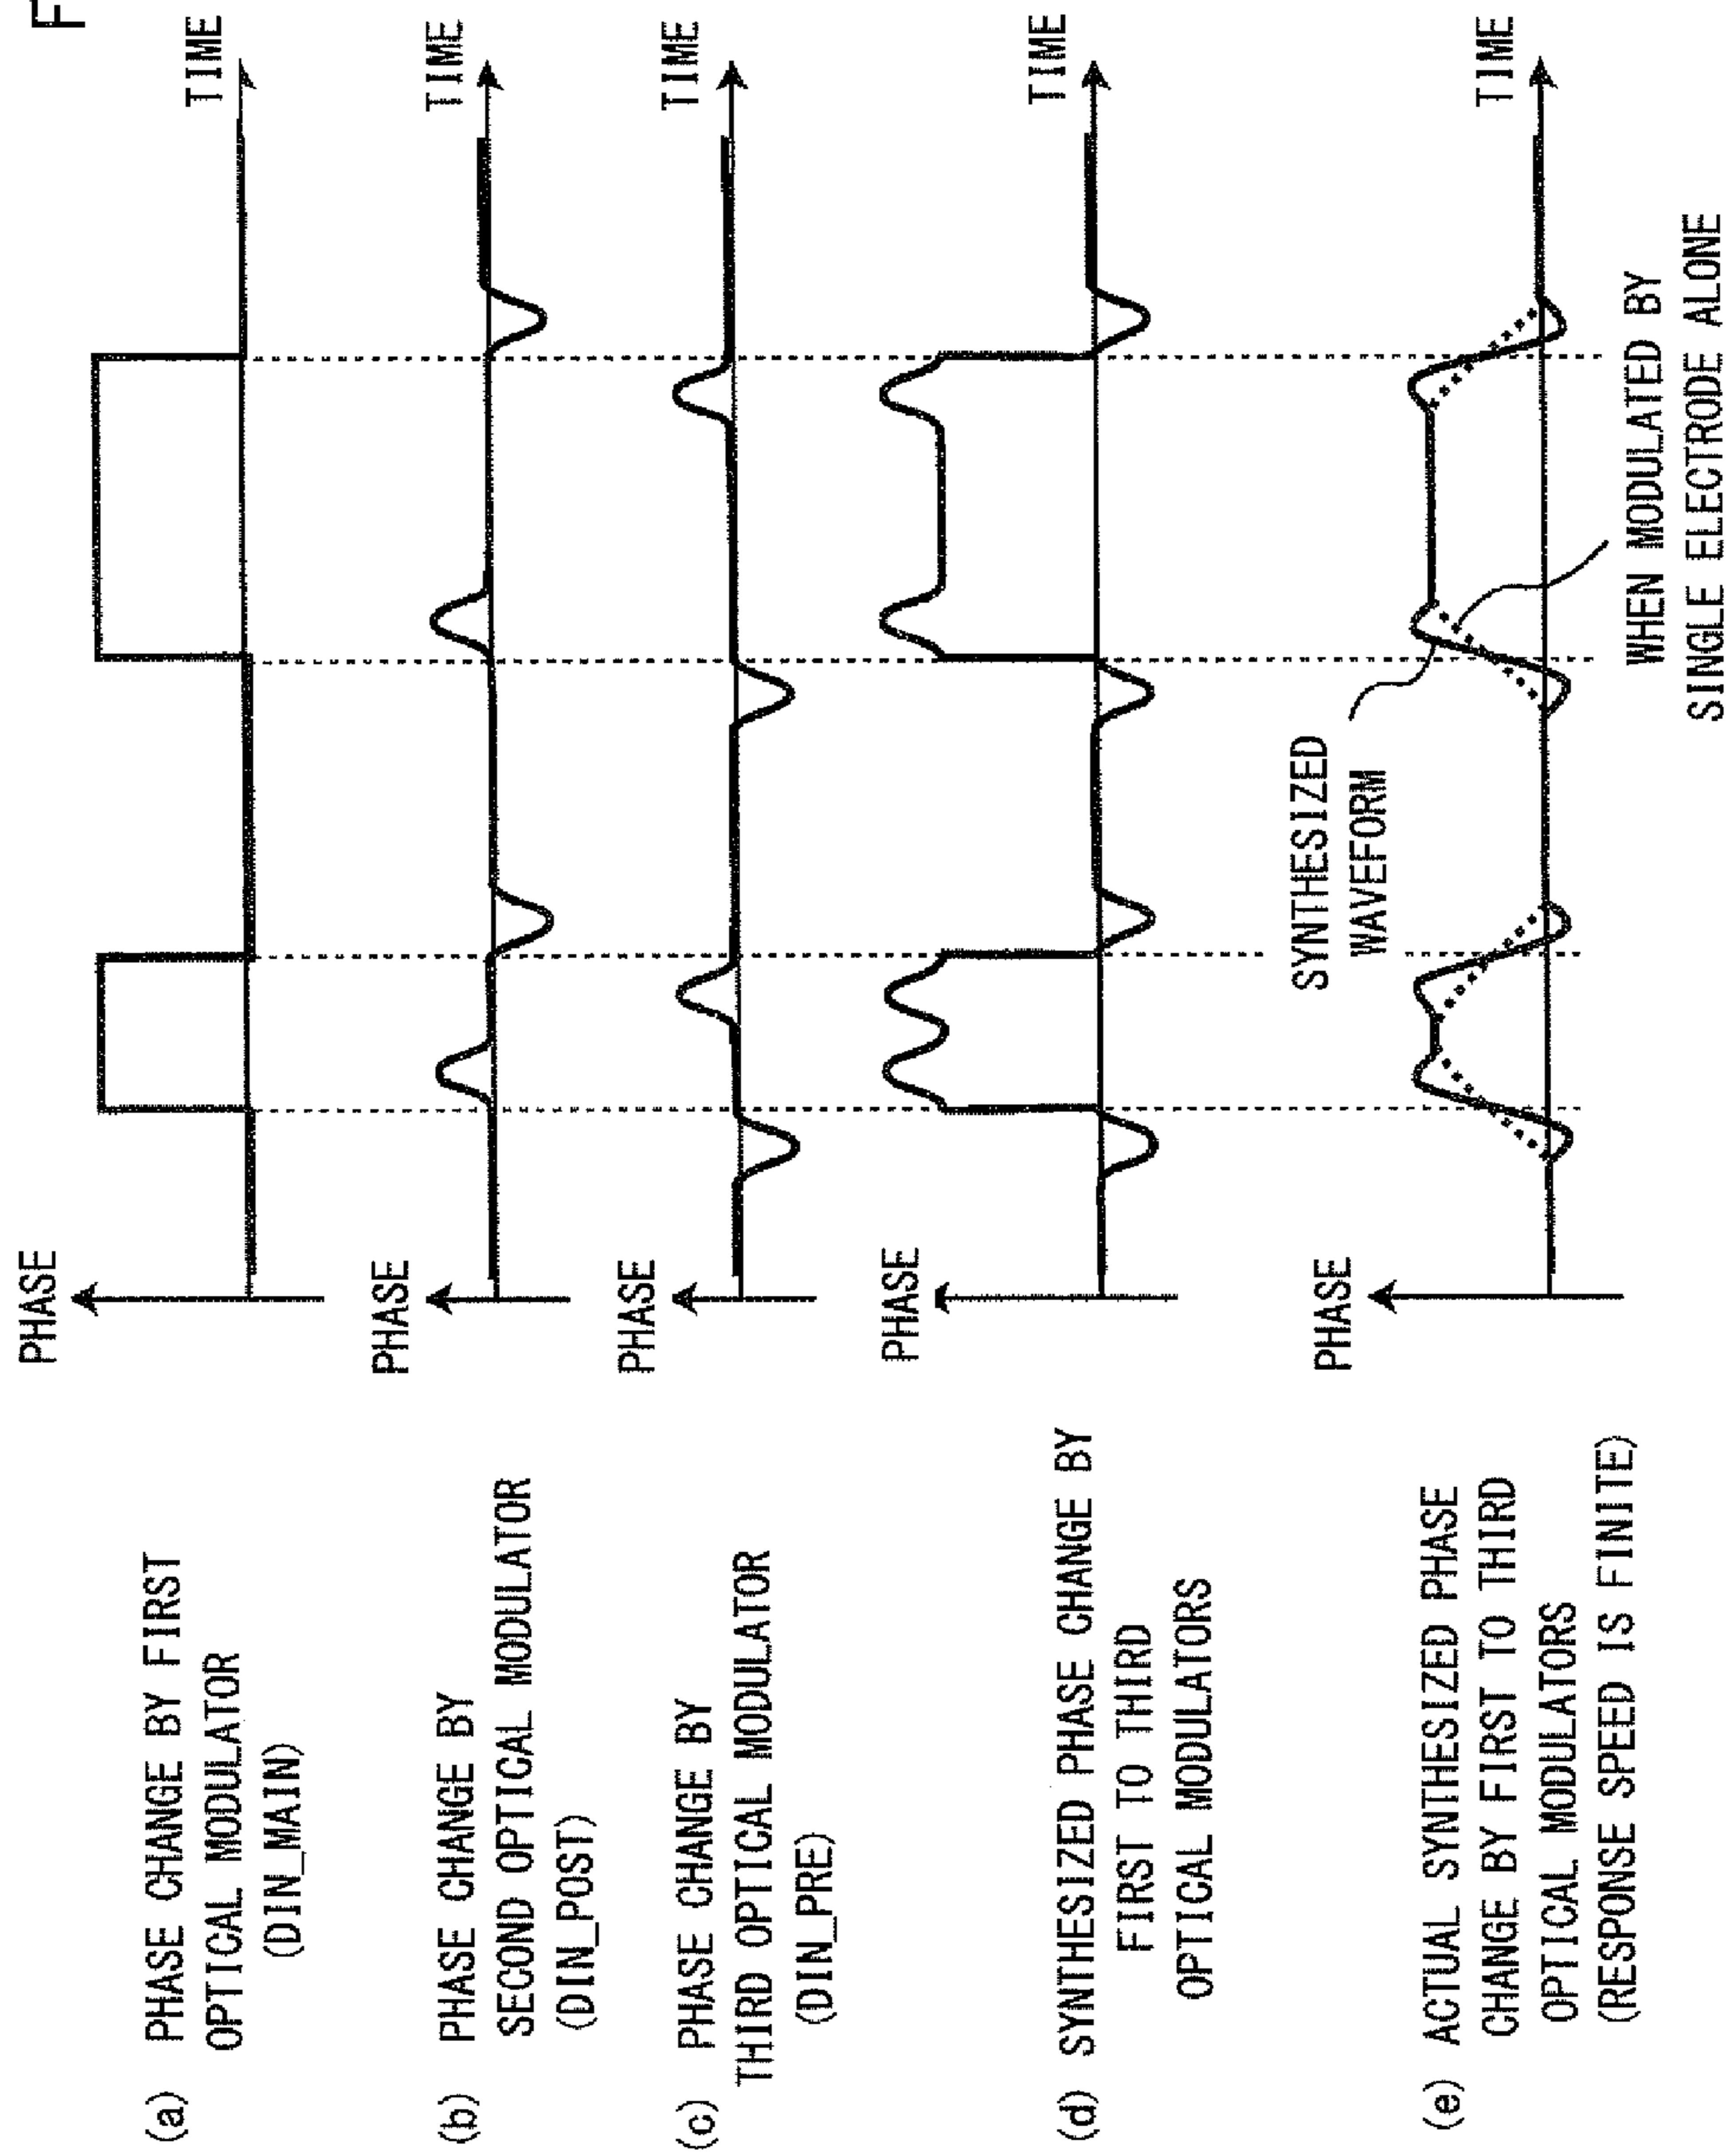 F
(a) PHASE CHANGE BY FIRST
OPTICAL MODULATOR
(DIN_MAIN)
PHASE
TIME
(b) PHASE CHANGE BY
SECOND OPTICAL MODULATOR
(DIN_POST)
PHASE
TIME
(c) PHASE CHANGE BY
THIRD OPTICAL MODULATOR
(DIN_PRE)
PHASE
TIME
(d) SYNTHESIZED PHASE CHANGE BY
FIRST TO THIRD
OPTICAL MODULATORS
PHASE
TIME
(e) ACTUAL SYNTHESIZED PHASE
CHANGE BY FIRST TO THIRD
OPTICAL MODULATORS
(RESPONSE SPEED IS FINITE)
PHASE
TIME
SYNTHESIZED
WAVEFORM
WHEN MODULATED BY
SINGLE ELECTRODE ALONE